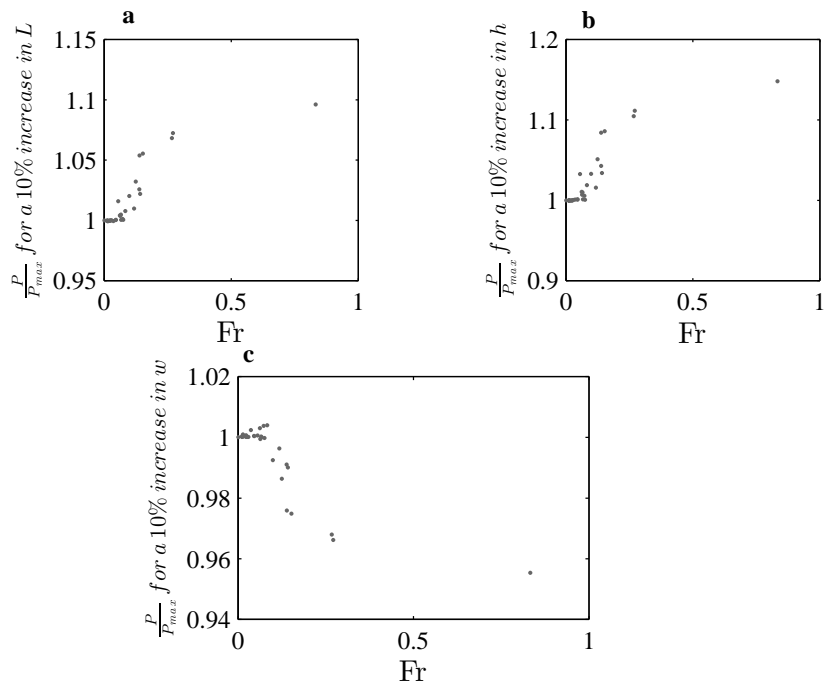 a
P/P_max for a 10% increase in L
1.15
1.1
1.05
1
0.95
0 0.5 1
Fr
b
P/P_max for a 10% increase in h
1.2
1.1
1
0.9
0 0.5 1
Fr
c
P/P_max for a 10% increase in w
1.02
1
0.98
0.96
0.94
0 0.5 1
Fr